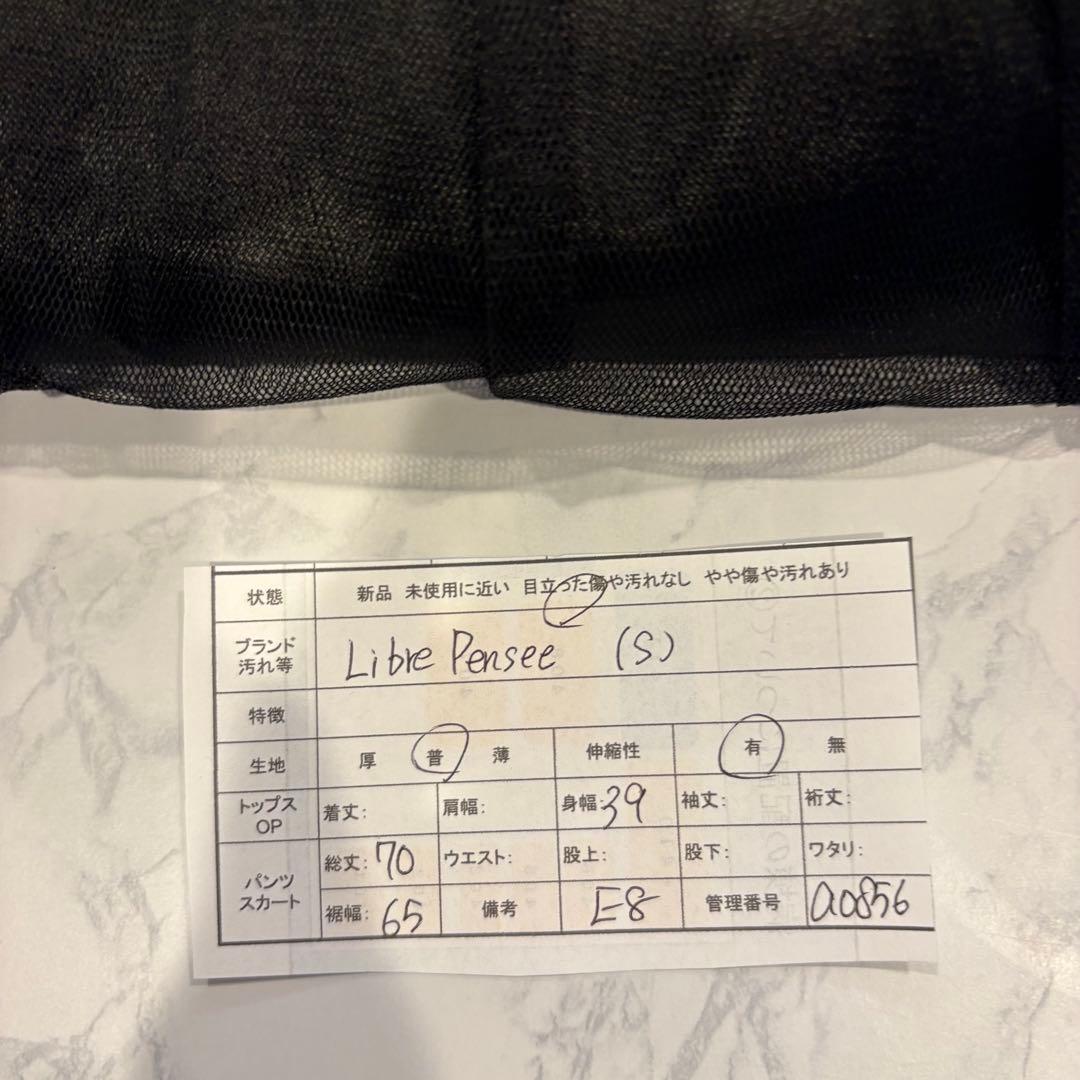 状態 新品 未使用に近い 目立った傷や汚れなし やや傷や汚れあり
ブランド
汚れ等 Libre Pensee (S)
特徴
生地 厚 普 薄 伸縮性 有 無
トップス
OP 着丈: 肩幅: 身幅:39 袖丈: 裄丈:
パンツ
スカート 総丈:70 ウエスト: 股上: 股下: ワタリ:
裾幅:65 備考 E8 管理番号 a0856